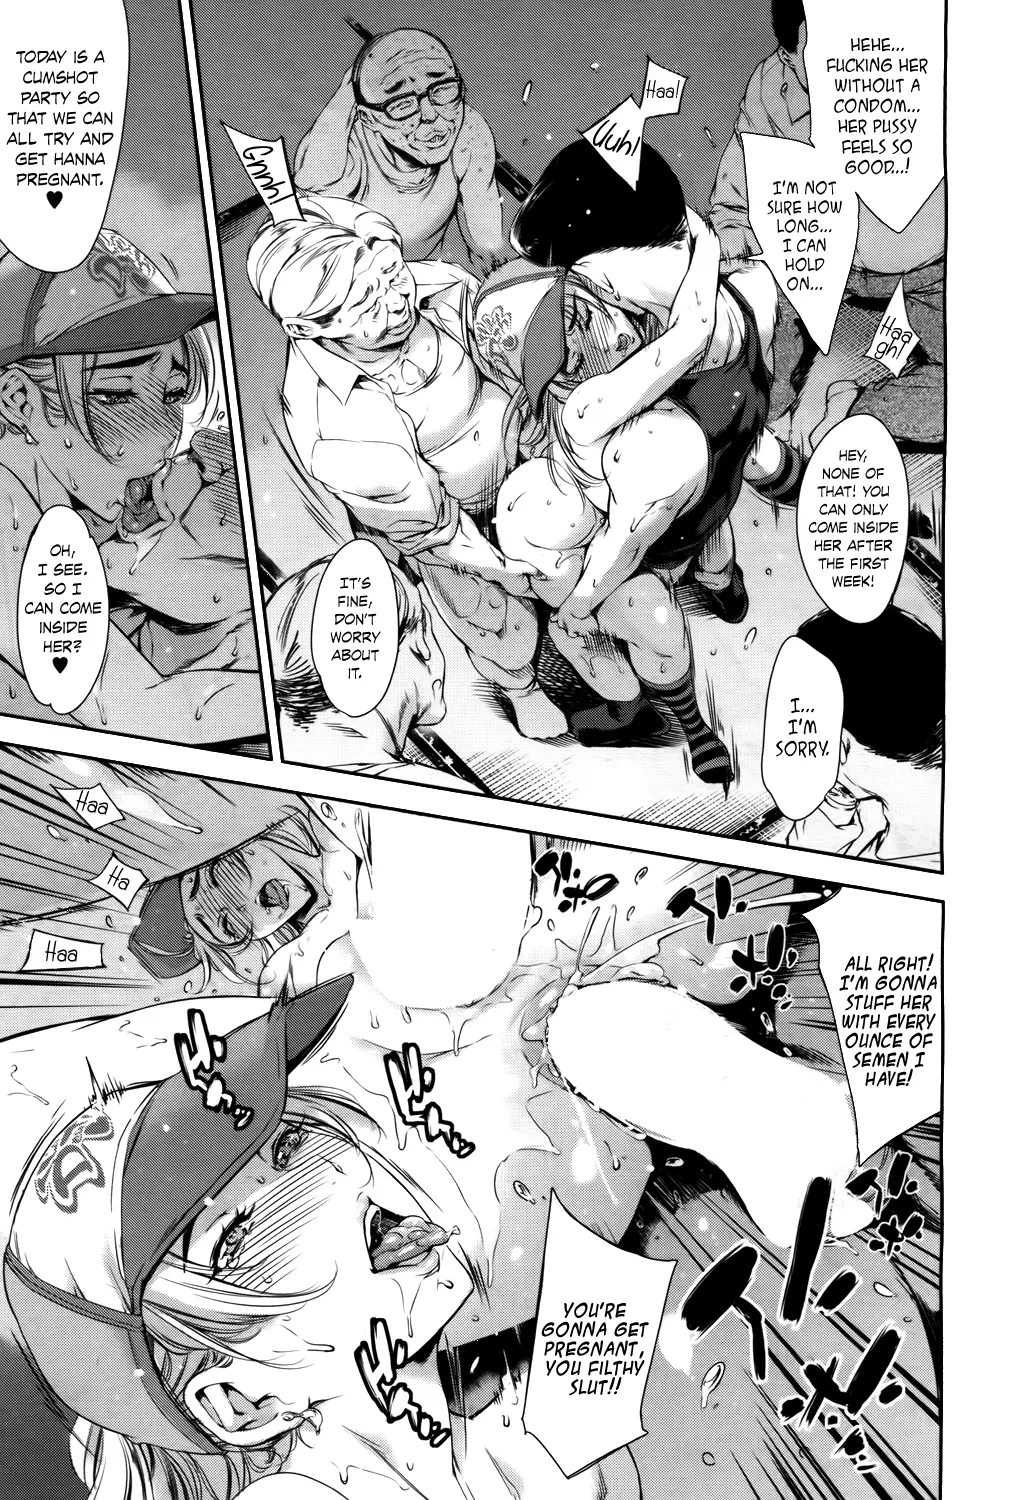 HEHE...
FUCKING HER
WITHOUT A
CONDOM...
HER PUSSY
FEELS SO
GOOD...!
I'M NOT
SURE HOW
LONG...
I CAN
HOLD
ON...
Haa!
Uuh!
Gnnh!
Haa
gh!
HEY,
NONE OF
THAT! YOU
CAN ONLY
COME INSIDE
HER AFTER
THE FIRST
WEEK!
I...
I'M
SORRY.
IT'S
FINE,
DON'T
WORRY
ABOUT
IT.
TODAY IS A
CUMSHOT
PARTY SO
THAT WE CAN
ALL TRY AND
GET HANNA
PREGNANT.
♥
OH,
I SEE.
SO I
CAN COME
INSIDE
HER?
♥
ALL RIGHT!
I'M GONNA
STUFF HER
WITH EVERY
OUNCE OF
SEMEN I
HAVE!
Haa
Ha
Haa
YOU'RE
GONNA GET
PREGNANT,
YOU FILTHY
SLUT!!